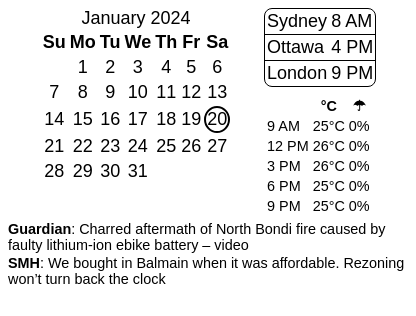 January 2024
Su Mo Tu We Th Fr Sa
1 2 3 4 5 6
7 8 9 10 11 12 13
14 15 16 17 18 19 20
21 22 23 24 25 26 27
28 29 30 31
Sydney 8 AM
Ottawa 4 PM
London 9 PM
°C ☂
9 AM 25°C 0%
12 PM 26°C 0%
3 PM 26°C 0%
6 PM 25°C 0%
9 PM 25°C 0%
Guardian: Charred aftermath of North Bondi fire caused by
faulty lithium-ion ebike battery – video
SMH: We bought in Balmain when it was affordable. Rezoning
won’t turn back the clock